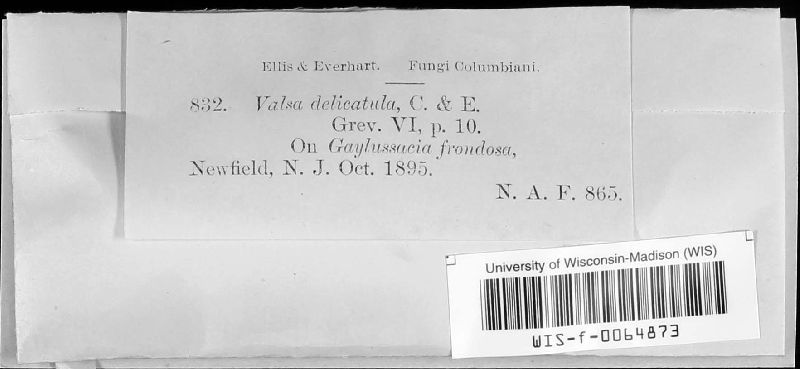 Ellis & Everhart. Fungi Columbiani.
832. Valsa delicatula, C. & E.
Grev. VI, p. 10.
On Gaylussacia frondosa,
Newfield, N. J. Oct. 1895.
N. A. F. 865.
University of Wisconsin-Madison (WIS)
WIS-f-0064873